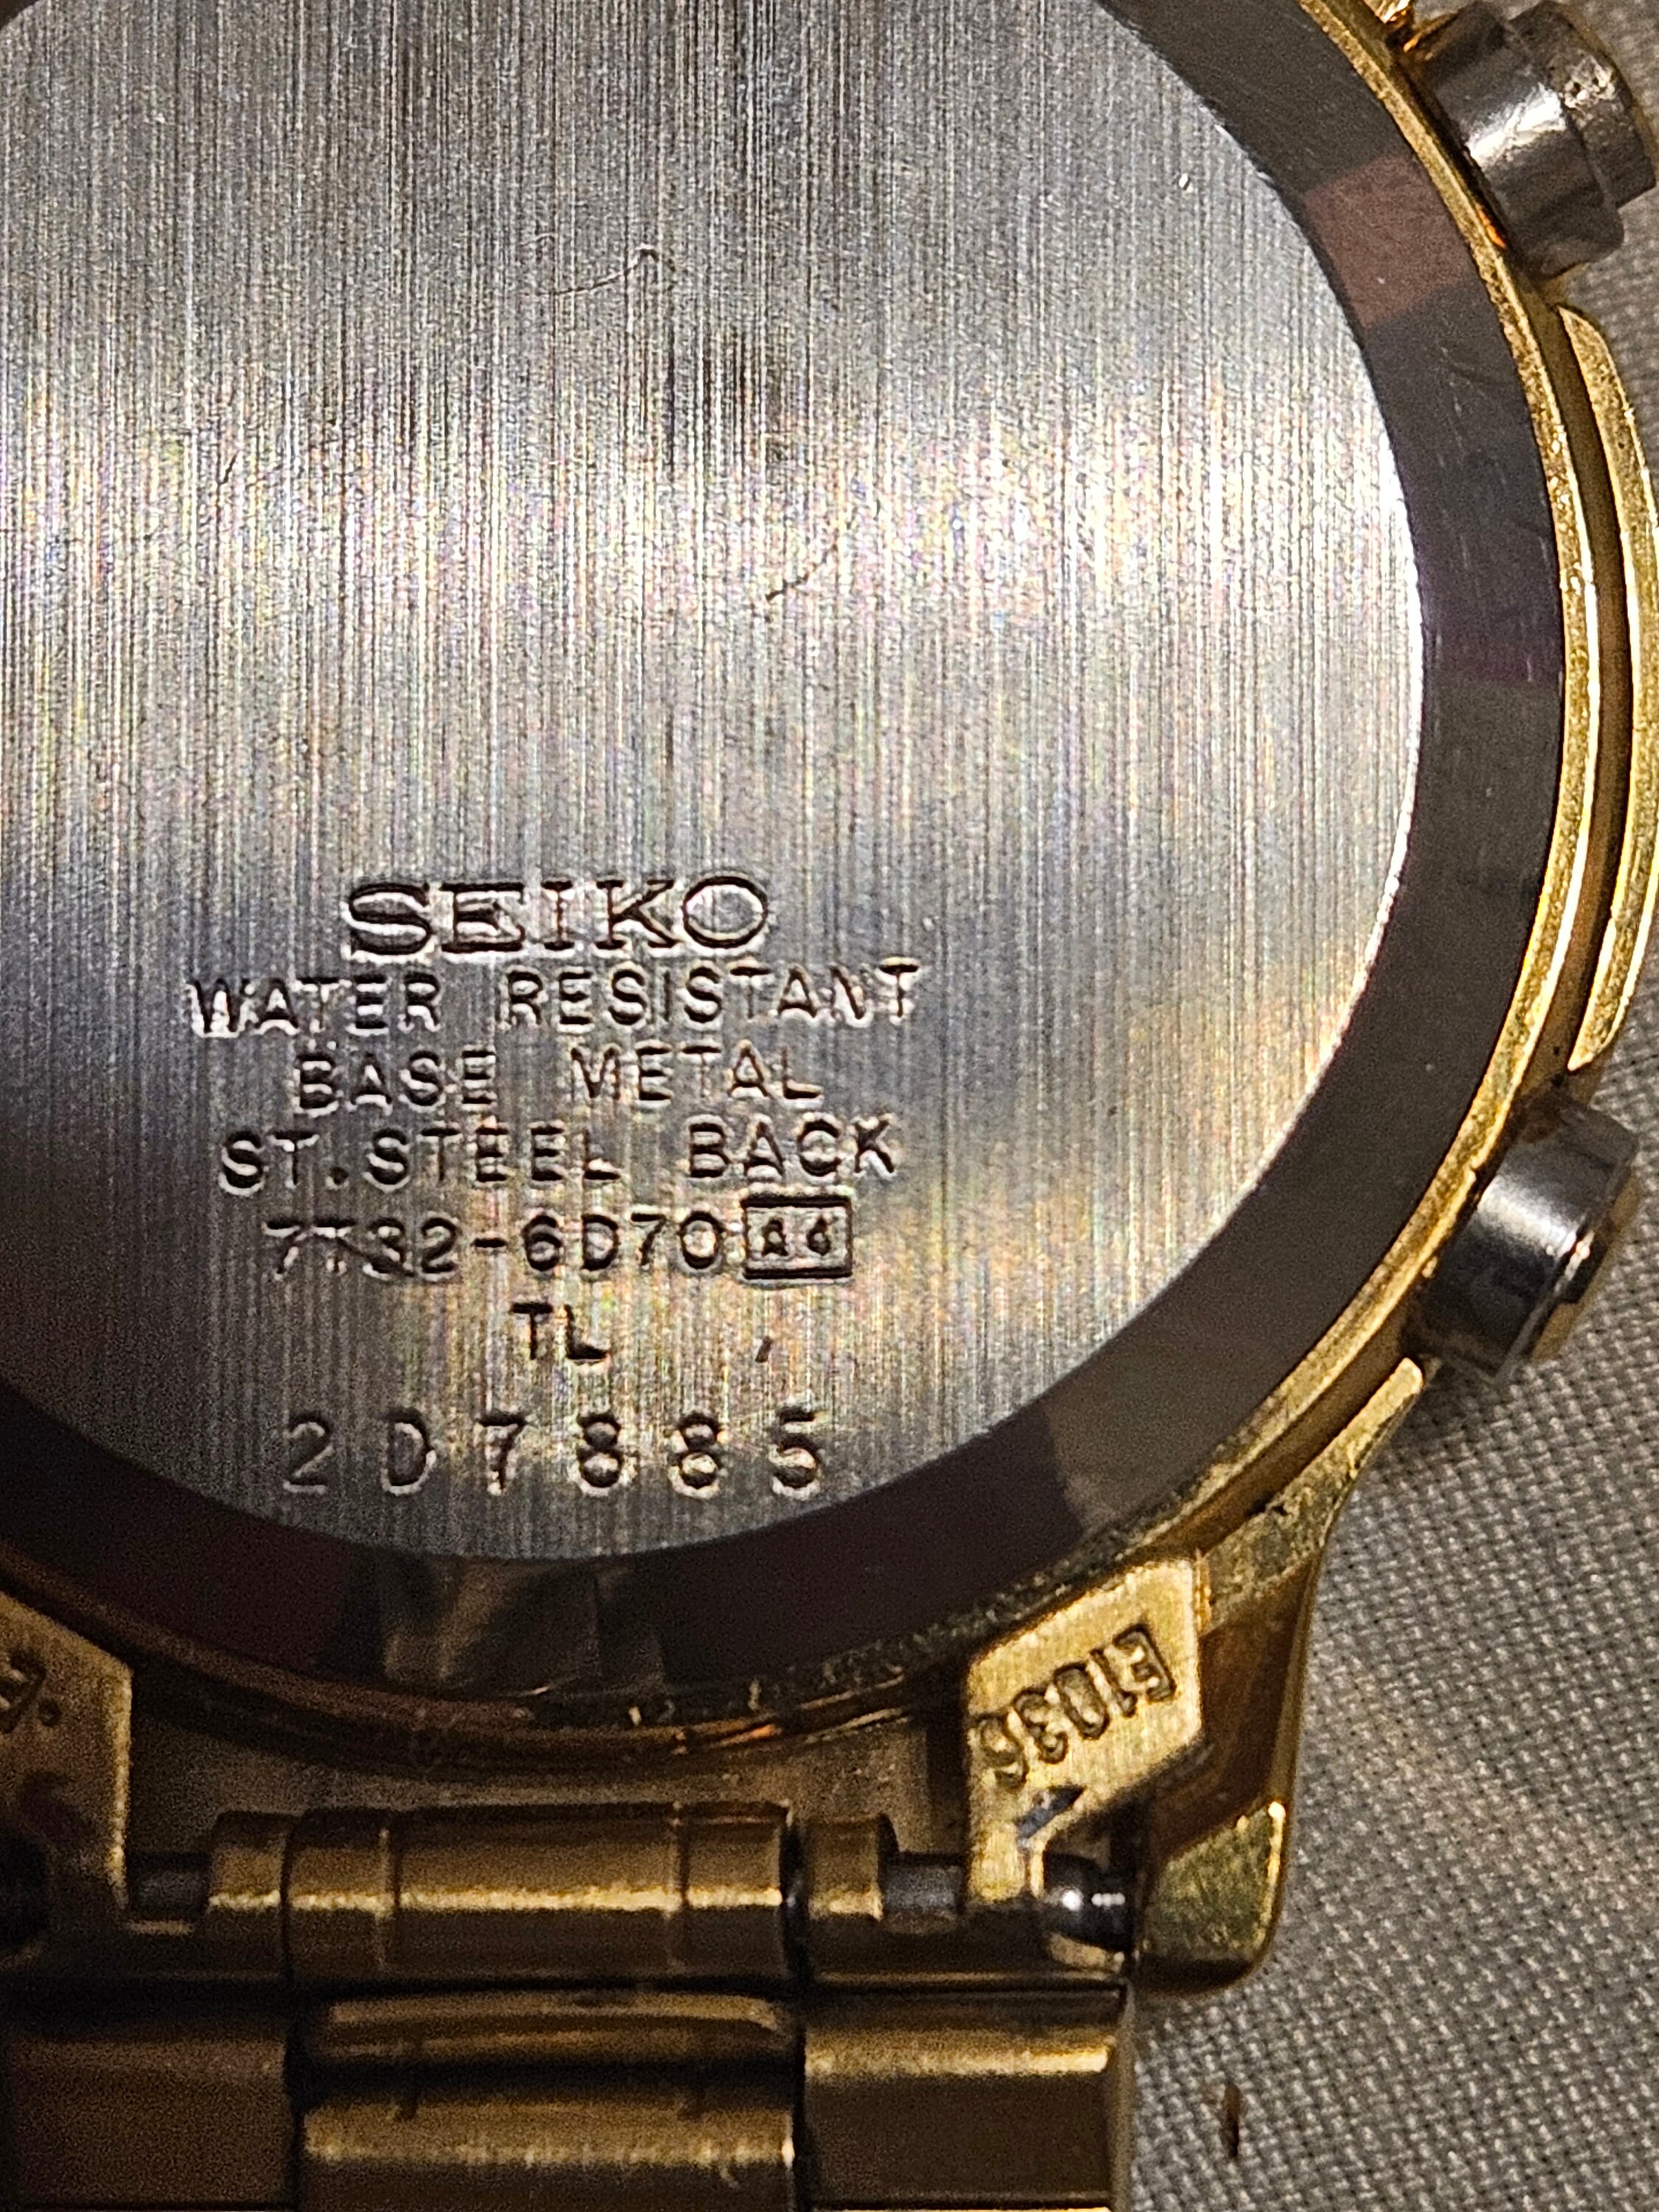 SEIKO
WATER RESISTANT
BASE METAL
ST.STEEL BACK
7T32-6D70 A4
TL
2D7885
E1036